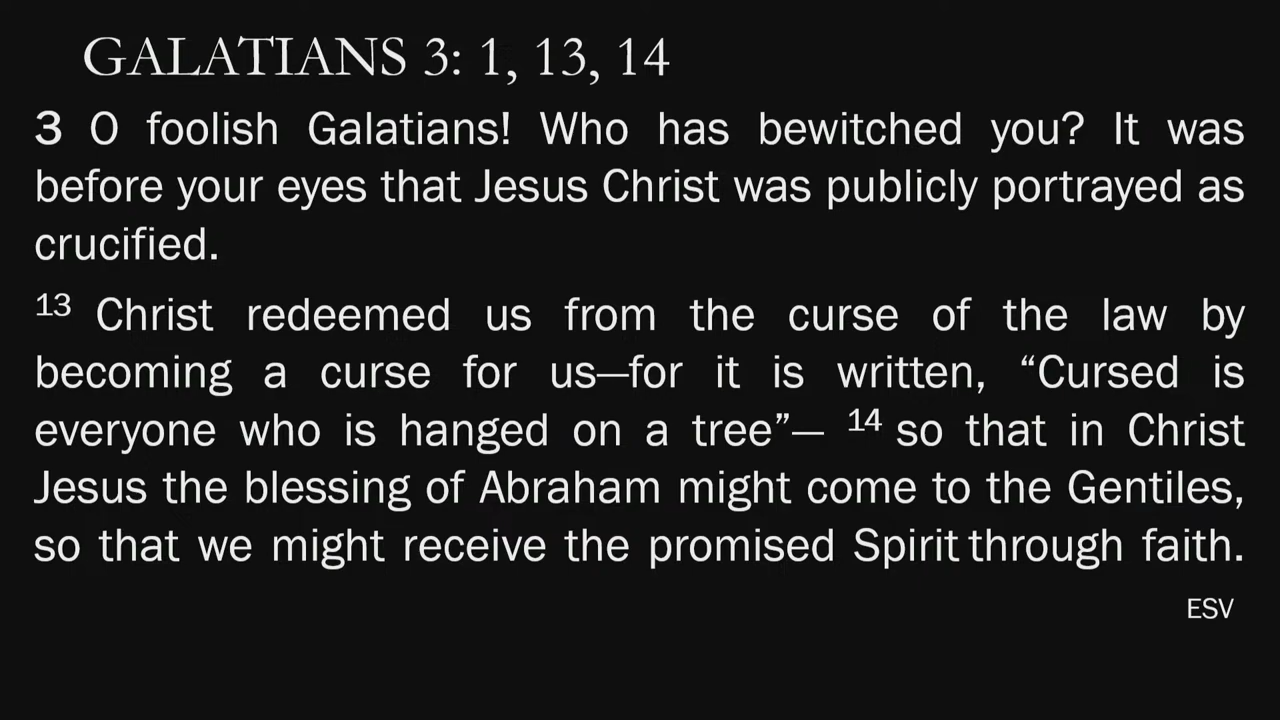 GALATIANS 3: 1, 13, 14
3 O foolish Galatians! Who has bewitched you? It was
before your eyes that Jesus Christ was publicly portrayed as
crucified.
13 Christ redeemed us from the curse of the law by
becoming a curse for us—for it is written, “Cursed is
everyone who is hanged on a tree”— 14 so that in Christ
Jesus the blessing of Abraham might come to the Gentiles,
so that we might receive the promised Spirit through faith.
ESV